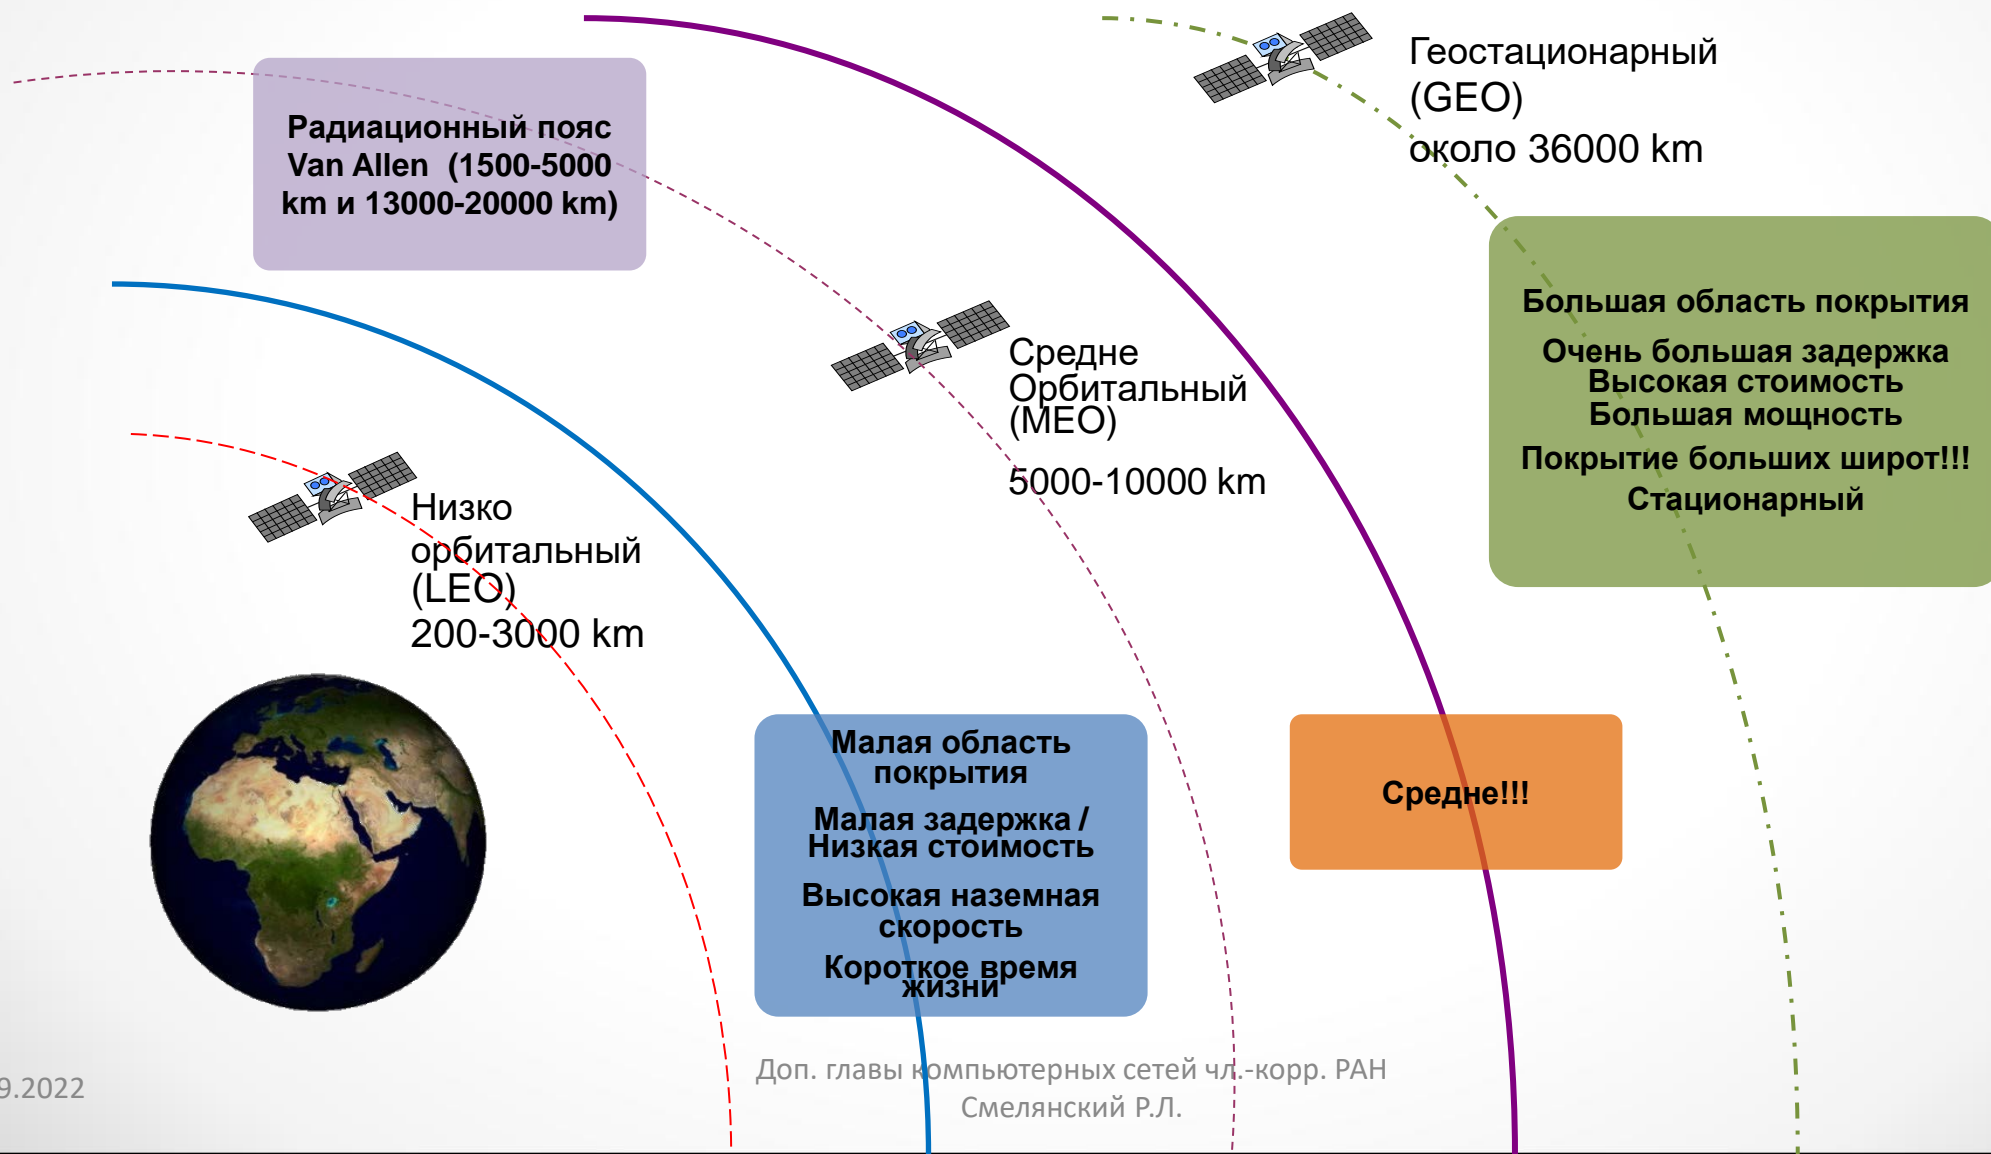 Геостационарный
(GEO)
около 36000 km
Радиационный пояс
Van Allen (1500-5000
km и 13000-20000 km)
Большая область покрытия
Очень большая задержка
Высокая стоимость
Большая мощность
Покрытие больших широт!!!
Стационарный
Средне
Орбитальный
(MEO)
5000-10000 km
Низко
орбитальный
(LEO)
200-3000 km
Малая область
покрытия
Малая задержка /
Низкая стоимость
Высокая наземная
скорость
Короткое время
жизни
Средне!!!
9.2022
Доп. главы компьютерных сетей чл.-корр. РАН
Смелянский Р.Л.